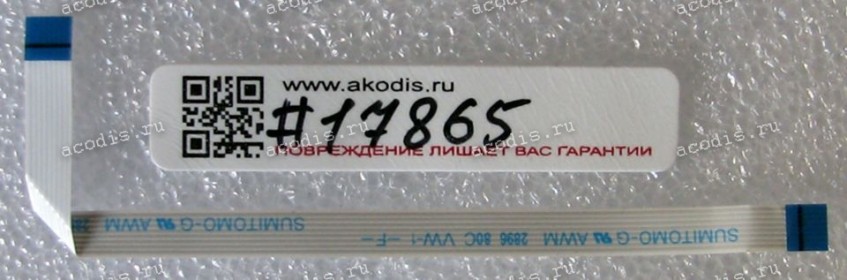 www.akodis.ru
#17865
ПОВРЕЖДЕНИЕ ЛИШАЕТ ВАС ГАРАНТИИ
SUMITOMO-G AWM 2896 80C VW-1 -F- SUMITOMO-G AWM